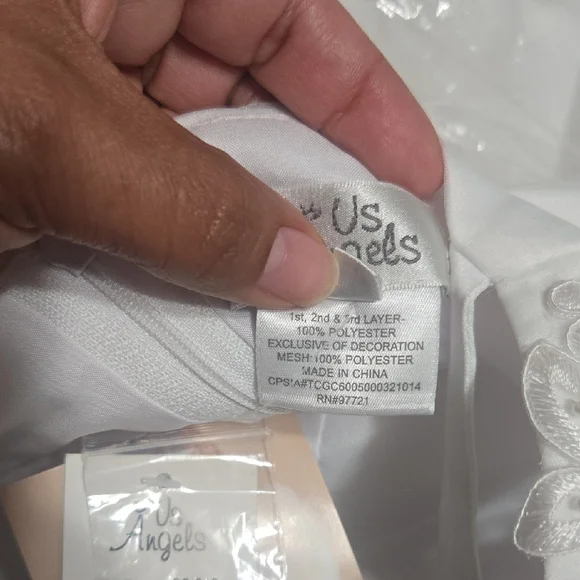 Us
Angels
1st, 2nd & 3rd LAYER-
100% POLYESTER
EXCLUSIVE OF DECORATION
MESH: 100% POLYESTER
MADE IN CHINA
CPSIA#TCGC6005000321014
RN#97721
Us
Angels